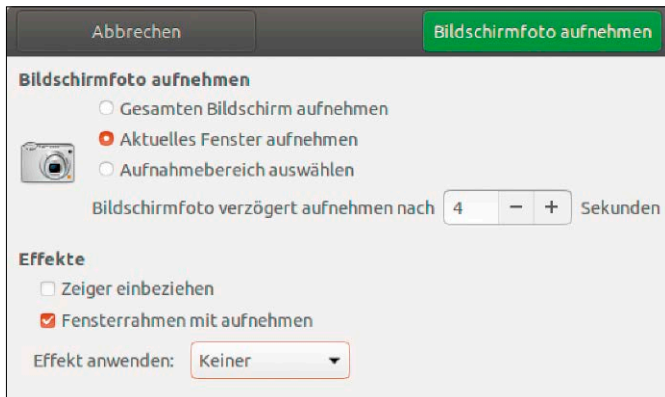 Abbrechen Bildschirmfoto aufnehmen
Bildschirmfoto aufnehmen
Gesamten Bildschirm aufnehmen
Aktuelles Fenster aufnehmen
Aufnahmebereich auswählen
Bildschirmfoto verzögert aufnehmen nach 4 − + Sekunden
Effekte
Zeiger einbeziehen
Fensterrahmen mit aufnehmen
Effekt anwenden: Keiner